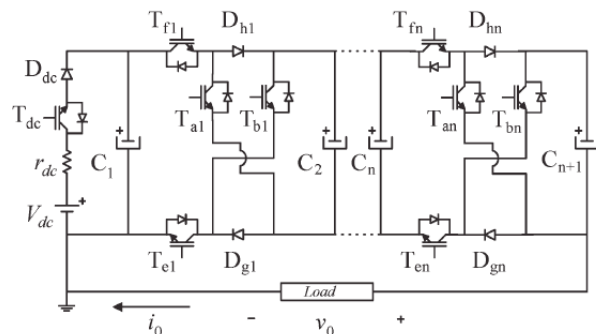 T_f1 D_h1 T_fn D_hn
D_dc
T_dc T_a1 T_b1 T_an T_bn
+ + + + +
r_dc C_1 C_2 C_n C_n+1
V_dc +
T_e1 D_g1 T_en D_gn
Load
i_0 - v_0 +